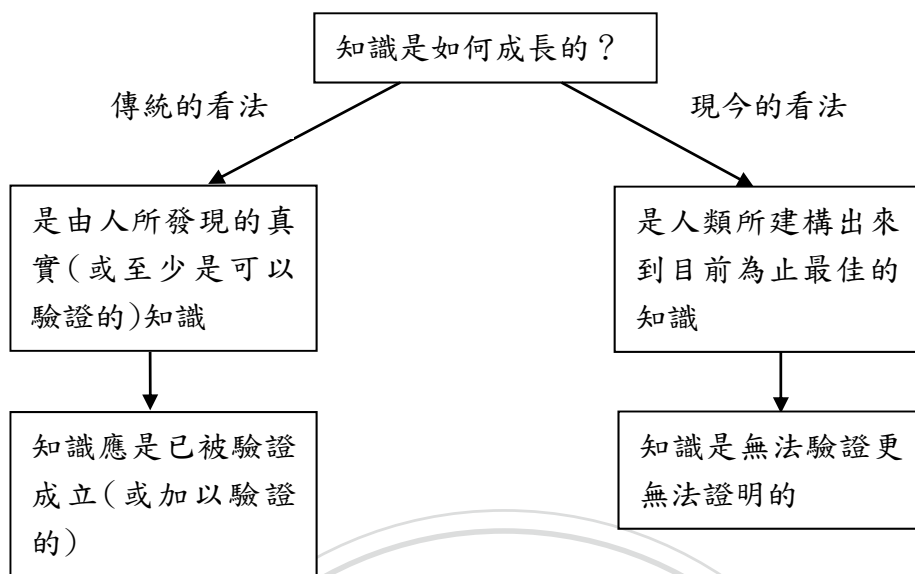 知識是如何成長的？
傳統的看法
現今的看法
是由人所發現的真
實(或至少是可以
驗證的)知識
是人類所建構出來
到目前為止最佳的
知識
知識應是已被驗證
成立(或加以驗證
的)
知識是無法驗證更
無法證明的